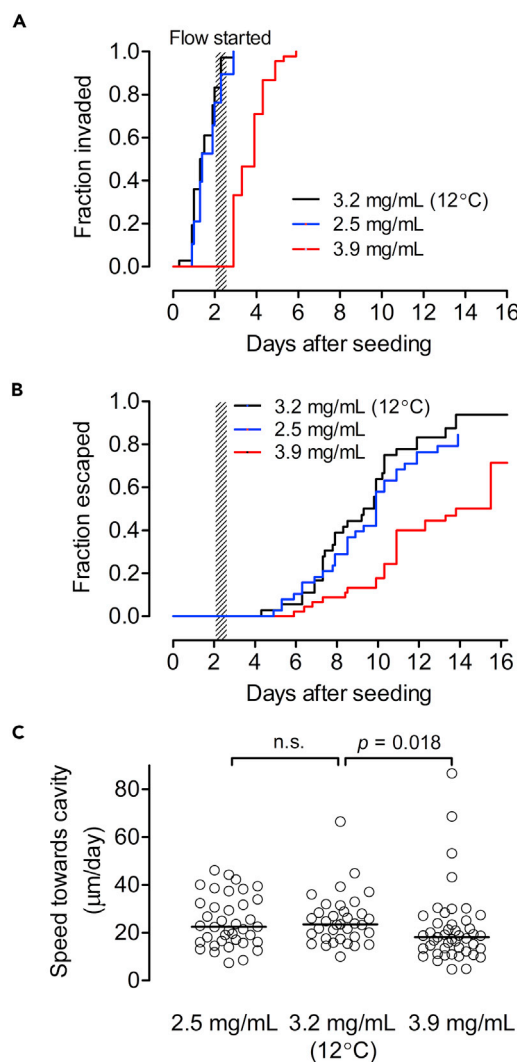 A
Flow started
Fraction invaded
1.0
0.8
0.6
0.4
0.2
0.0
3.2 mg/mL (12°C)
2.5 mg/mL
3.9 mg/mL
0 2 4 6 8 10 12 14 16
Days after seeding
B
Fraction escaped
1.0
0.8
0.6
0.4
0.2
0.0
3.2 mg/mL (12°C)
2.5 mg/mL
3.9 mg/mL
0 2 4 6 8 10 12 14 16
Days after seeding
C
n.s.
p = 0.018
Speed towards cavity
(µm/day)
80
60
40
20
0
2.5 mg/mL 3.2 mg/mL 3.9 mg/mL
(12°C)